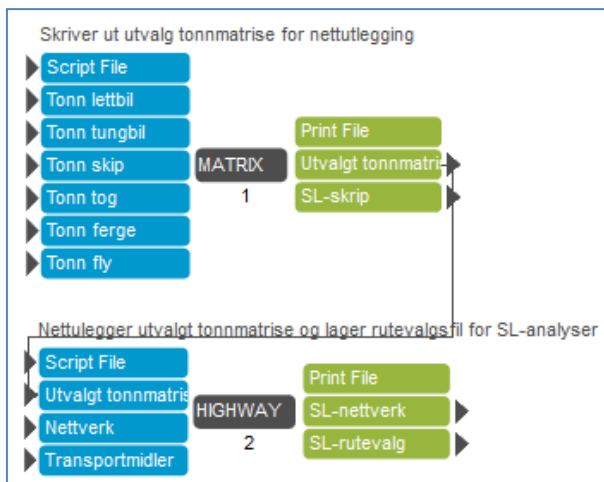 Skriver ut utvalg tonnmatrise for nettutlegging
Script File
Tonn lettbil
Tonn tungbil
Tonn skip
Tonn tog
Tonn ferge
Tonn fly
MATRIX
1
Print File
Utvalgt tonnmatri
SL-skrip
Nettulegger utvalgt tonnmatrise og lager rutevalgsfil for SL-analyser
Script File
Utvalgt tonnmatris
Nettverk
Transportmidler
HIGHWAY
2
Print File
SL-nettverk
SL-rutevalg